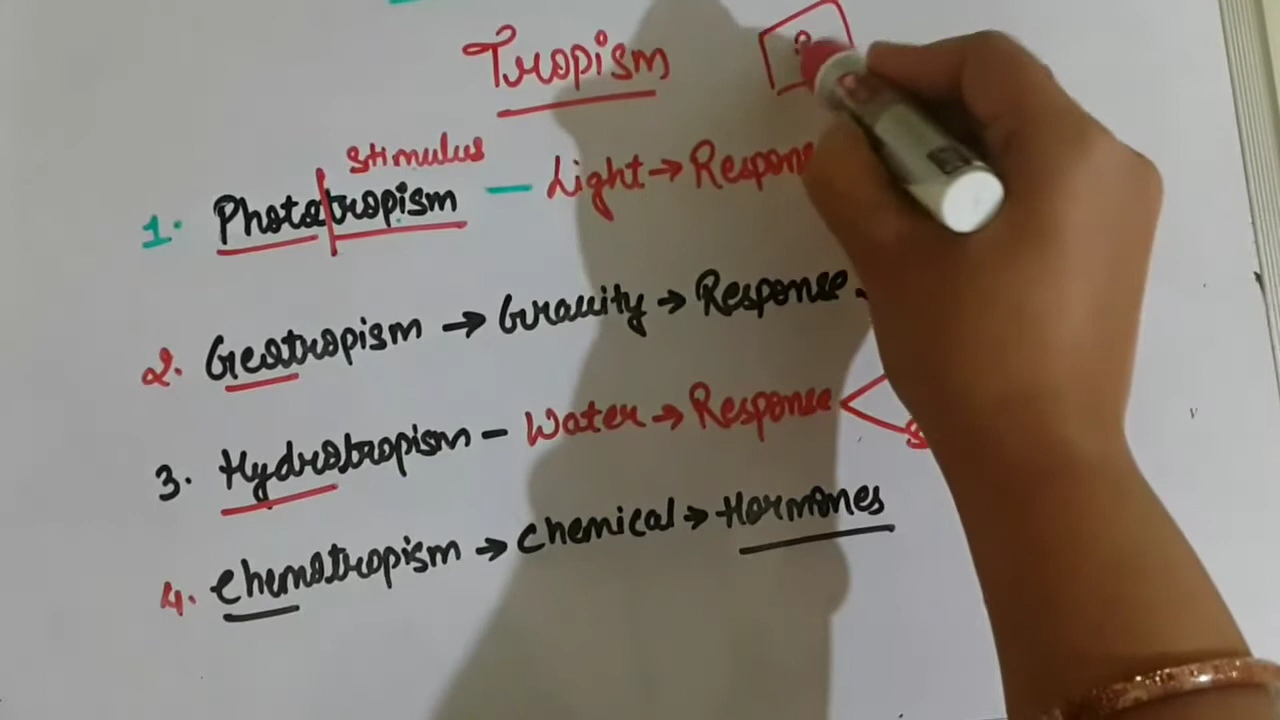 Tropism
stimulus
1. Phototropism — Light → Respons
2. Geotropism → Gravity → Response
3. Hydrotropism - Water → Response
4. Chemotropism → Chemical → Hormones